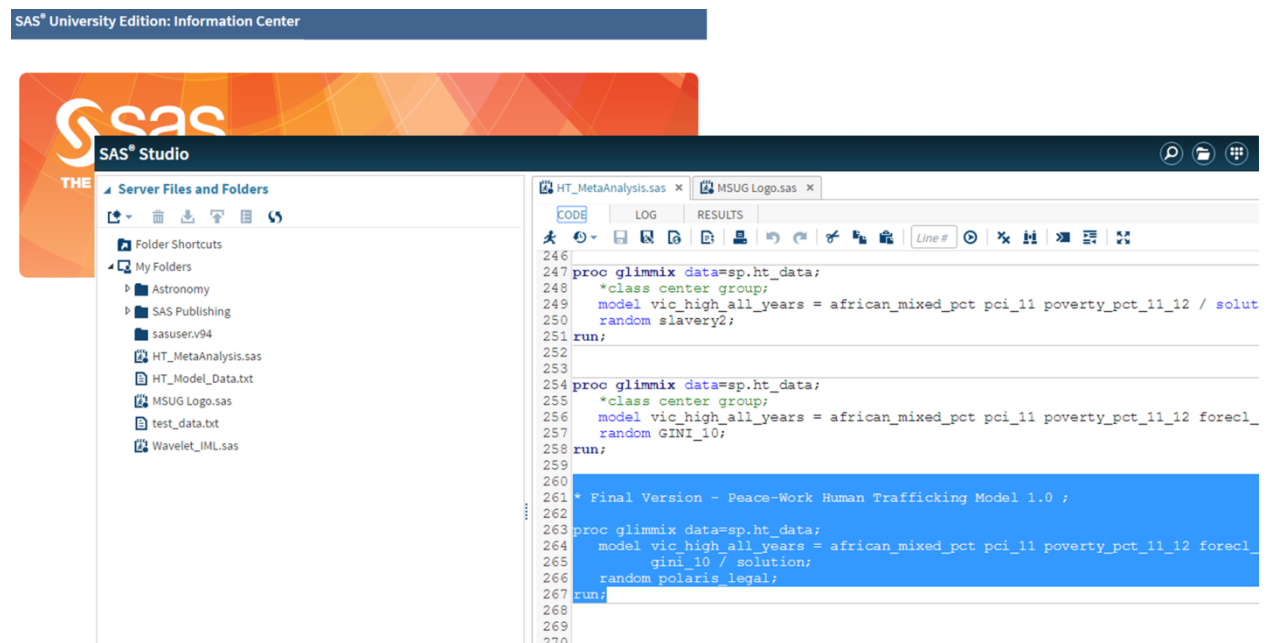 SAS® University Edition: Information Center
sas
THE
SAS® Studio
Server Files and Folders
Folder Shortcuts
My Folders
Astronomy
SAS Publishing
sasuser.v94
HT_MetaAnalysis.sas
HT_Model_Data.txt
MSUG Logo.sas
test_data.txt
Wavelet_IML.sas
HT_MetaAnalysis.sas × MSUG Logo.sas ×
CODE LOG RESULTS
Line #
246
247 proc glimmix data=sp.ht_data;
248 *class center group;
249 model vic_high_all_years = african_mixed_pct pci_11 poverty_pct_11_12 / solut
250 random slavery2;
251 run;
252
253
254 proc glimmix data=sp.ht_data;
255 *class center group;
256 model vic_high_all_years = african_mixed_pct pci_11 poverty_pct_11_12 forecl_
257 random GINI_10;
258 run;
259
260
261 * Final Version - Peace-Work Human Trafficking Model 1.0 ;
262
263 proc glimmix data=sp.ht_data;
264 model vic_high_all_years = african_mixed_pct pci_11 poverty_pct_11_12 forecl_
265 gini_10 / solution;
266 random polaris_legal;
267 run;
268
269
270